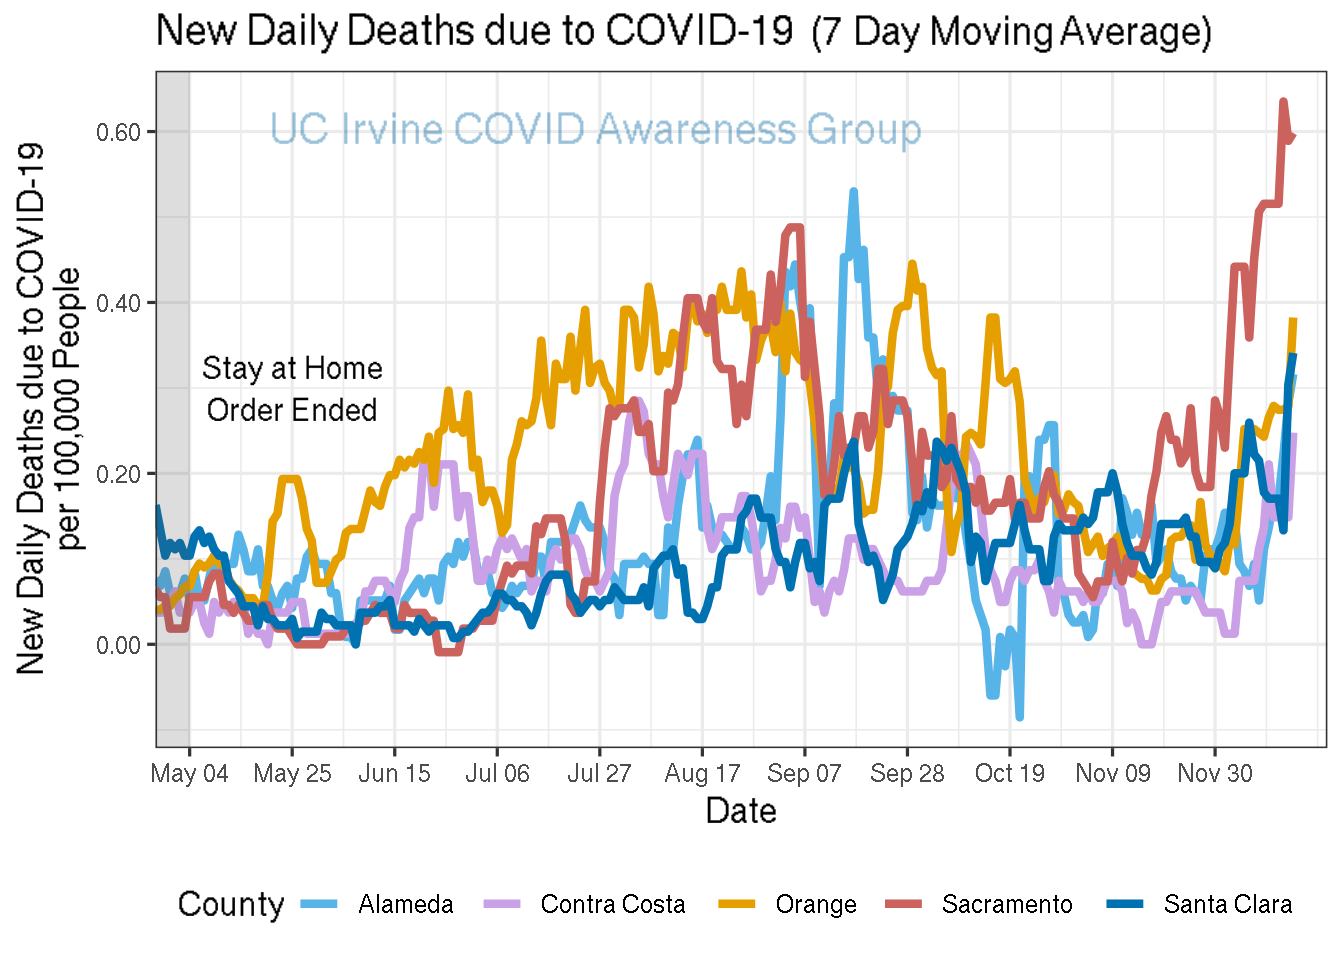 New Daily Deaths due to COVID-19 (7 Day Moving Average)
UC Irvine COVID Awareness Group
New Daily Deaths due to COVID-19
per 100,000 People
0.60
0.40
0.20
0.00
Stay at Home
Order Ended
May 04 May 25 Jun 15 Jul 06 Jul 27 Aug 17 Sep 07 Sep 28 Oct 19 Nov 09 Nov 30
Date
County Alameda Contra Costa Orange Sacramento Santa Clara